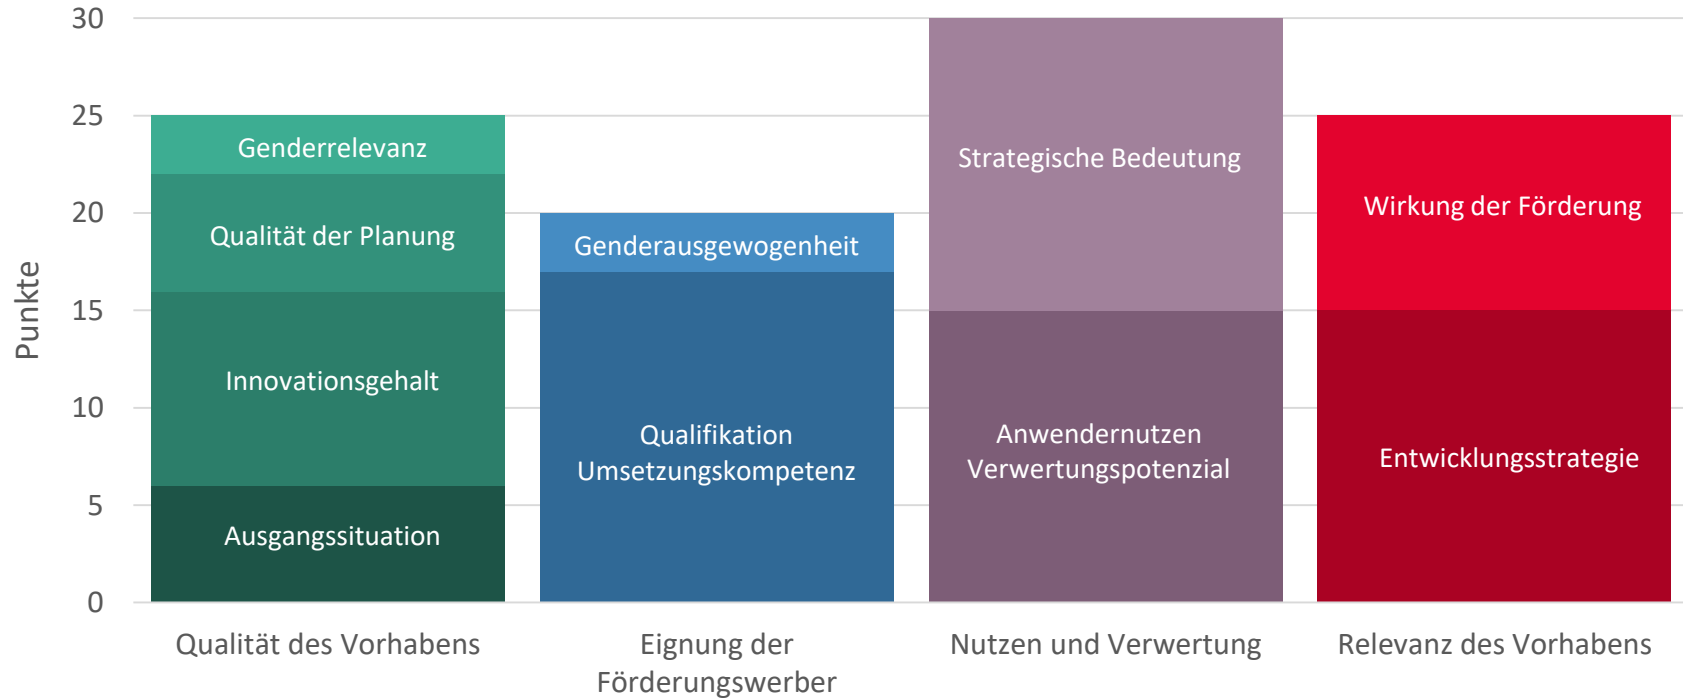 Punkte
30
25
20
15
10
5
0
Genderrelevanz
Qualität der Planung
Innovationsgehalt
Ausgangssituation
Genderausgewogenheit
Qualifikation
Umsetzungskompetenz
Strategische Bedeutung
Anwendernutzen
Verwertungspotenzial
Wirkung der Förderung
Entwicklungsstrategie
Qualität des Vorhabens
Eignung der
Förderungswerber
Nutzen und Verwertung
Relevanz des Vorhabens